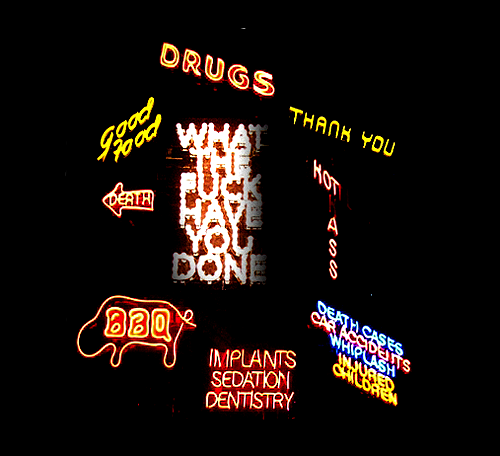 DRUGS
Good
Food
THANK YOU
WHAT
THE
FUCK
HAVE
YOU
DONE
DEATH
HOT
ASS
BBQ
DEATH CASES
CAR ACCIDENTS
WHIPLASH
INJURED
CHILDREN
IMPLANTS
SEDATION
DENTISTRY